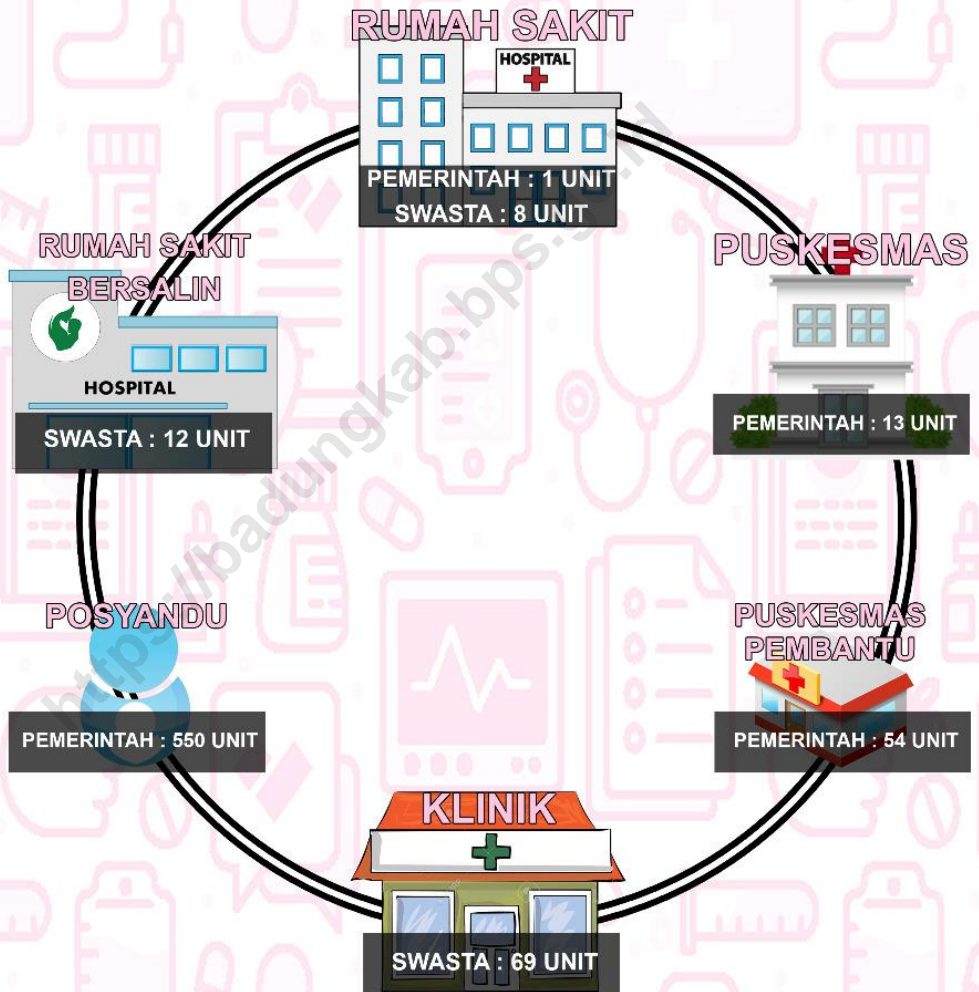 RUMAH SAKIT
HOSPITAL
PEMERINTAH : 1 UNIT
SWASTA : 8 UNIT
RUMAH SAKIT
BERSALIN
HOSPITAL
SWASTA : 12 UNIT
PUSKESMAS
PEMERINTAH : 13 UNIT
POSYANDU
PEMERINTAH : 550 UNIT
PUSKESMAS
PEMBANTU
PEMERINTAH : 54 UNIT
KLINIK
SWASTA : 69 UNIT
https://badungkab.bps.go.id